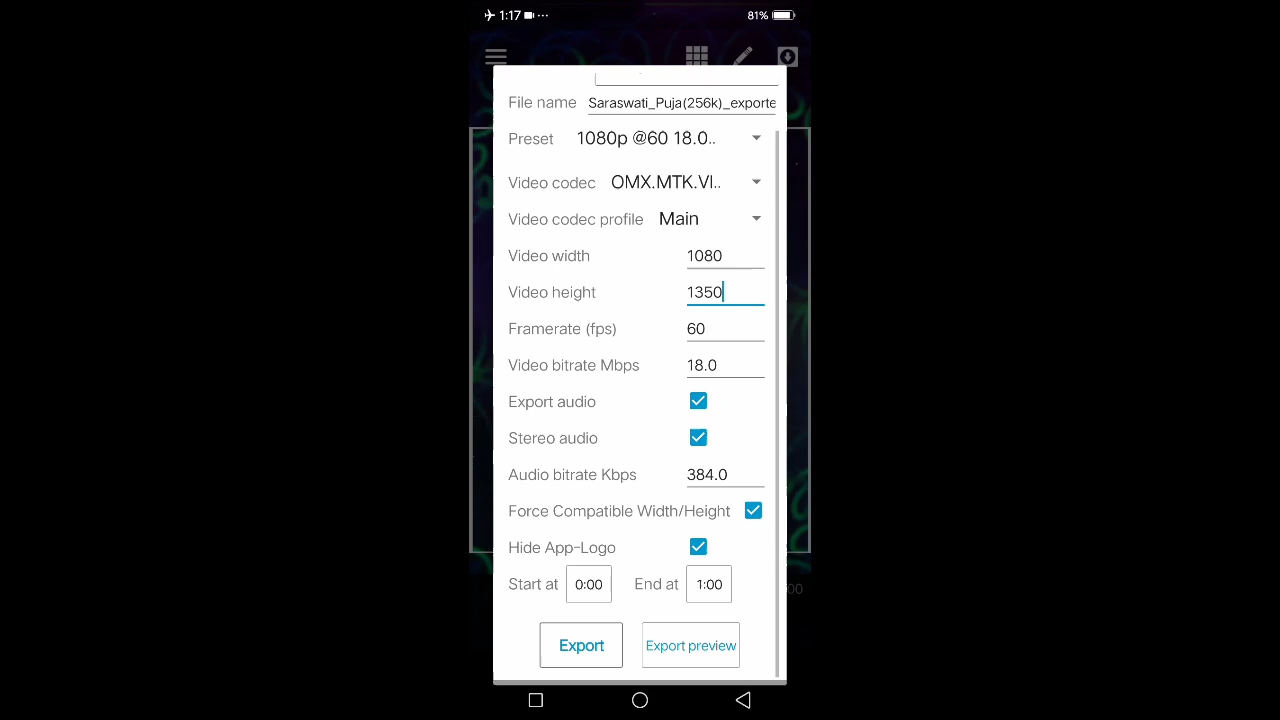 1:17 ...
81%
File name Saraswati_Puja(256k)_exporte
Preset 1080p @60 18.0..
Video codec OMX.MTK.VI..
Video codec profile Main
Video width 1080
Video height 1350
Framerate (fps) 60
Video bitrate Mbps 18.0
Export audio
Stereo audio
Audio bitrate Kbps 384.0
Force Compatible Width/Height
Hide App-Logo
Start at 0:00 End at 1:00
Export Export preview